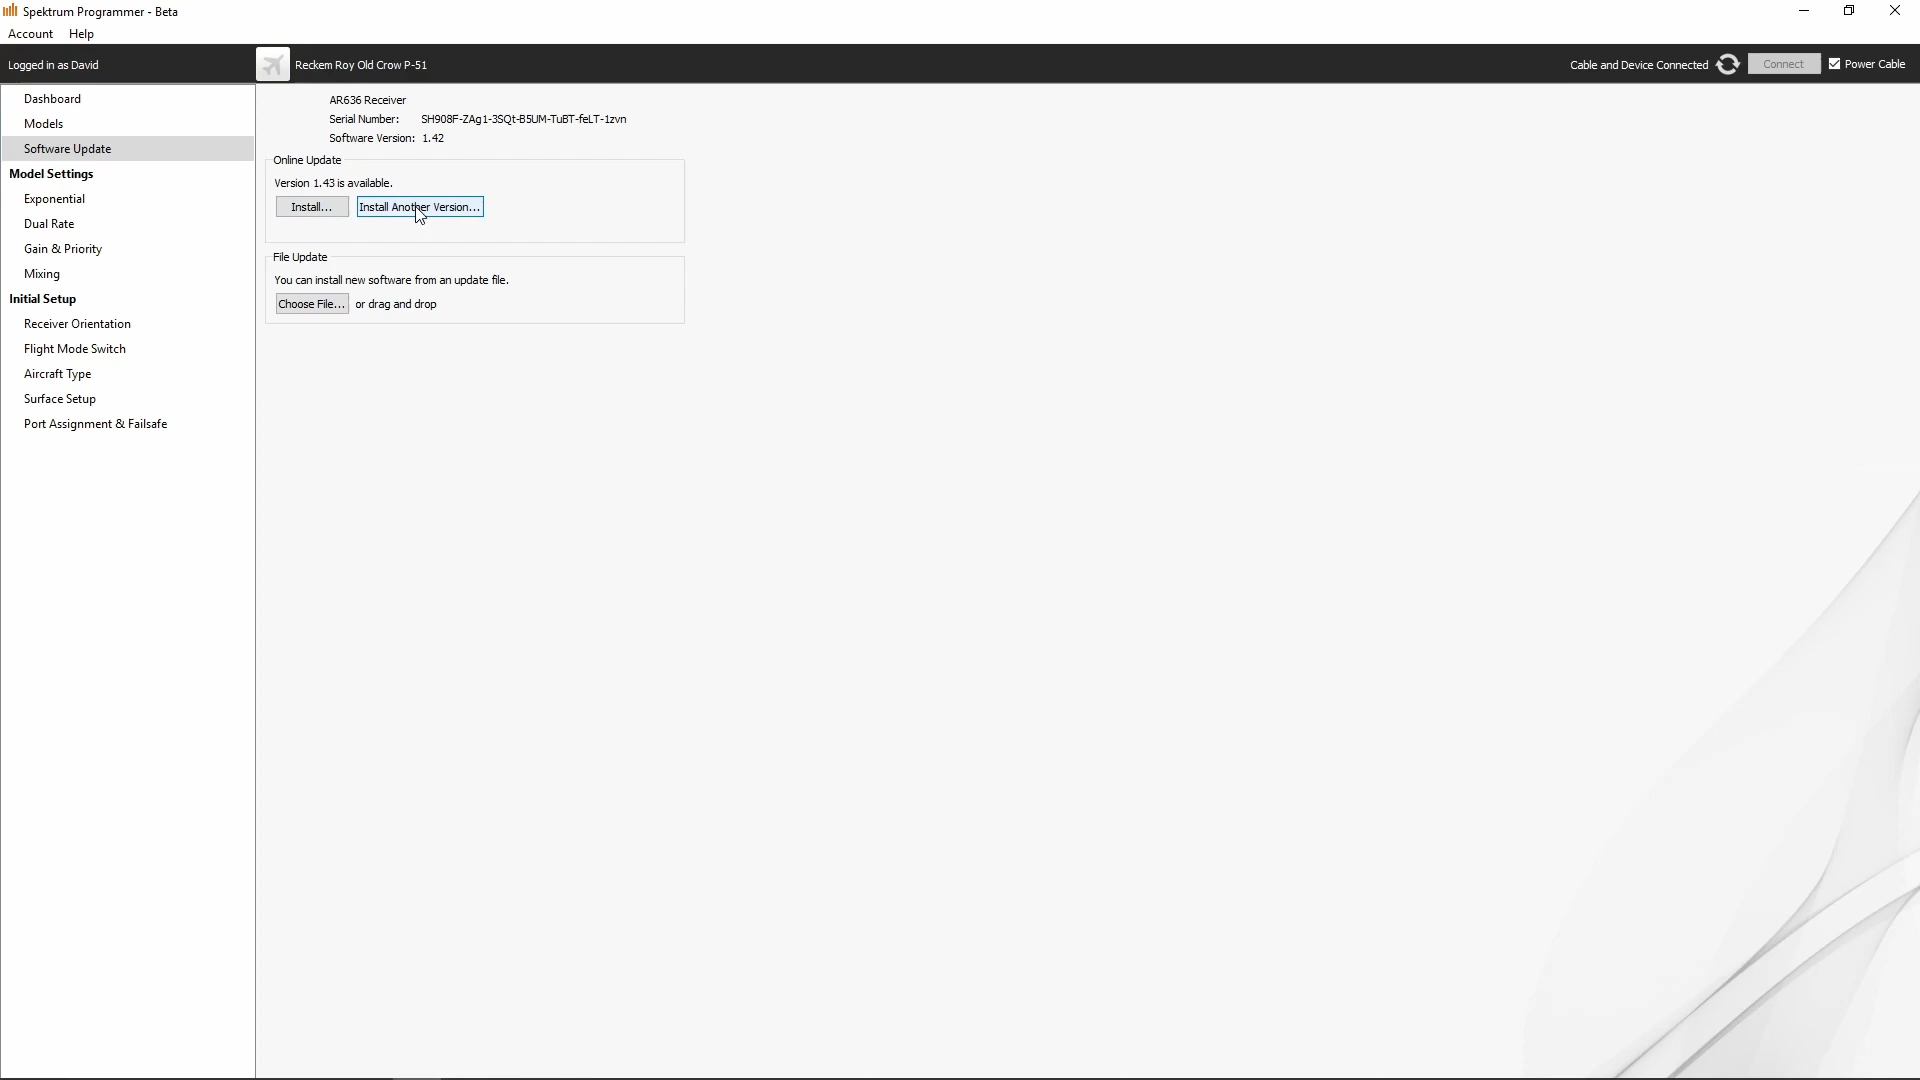 Spektrum Programmer - Beta
Account Help
Logged in as David
Reckem Roy Old Crow P-51
Cable and Device Connected
Connect
Power Cable
Dashboard
Models
Software Update
Model Settings
Exponential
Dual Rate
Gain & Priority
Mixing
Initial Setup
Receiver Orientation
Flight Mode Switch
Aircraft Type
Surface Setup
Port Assignment & Failsafe
AR636 Receiver
Serial Number: SH908F-ZAg1-3SQt-B5UM-TuBT-feLT-1zvn
Software Version: 1.42
Online Update
Version 1.43 is available.
Install... Install Another Version...
File Update
You can install new software from an update file.
Choose File... or drag and drop